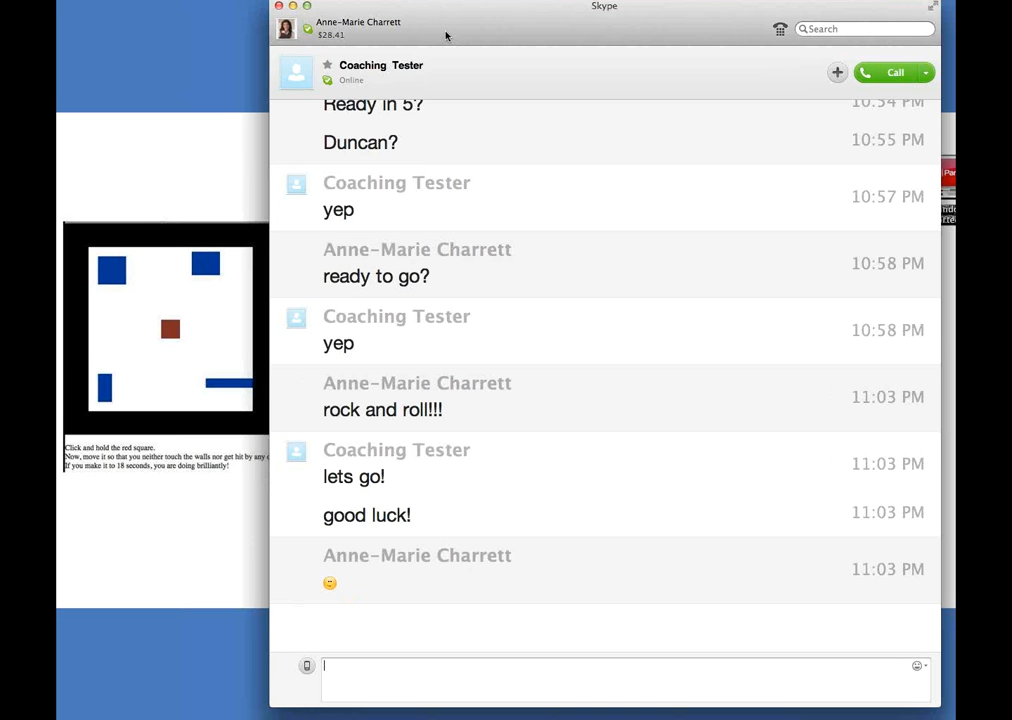 Skype
Anne-Marie Charrett
$28.41
Search
Coaching Tester
Online
Call
Ready in 5?
10:54 PM
Duncan?
10:55 PM
Coaching Tester
yep
10:57 PM
Anne-Marie Charrett
ready to go?
10:58 PM
Coaching Tester
yep
10:58 PM
Anne-Marie Charrett
rock and roll!!!
11:03 PM
Coaching Tester
lets go!
11:03 PM
good luck!
11:03 PM
Anne-Marie Charrett
11:03 PM
Click and hold the red square.
Now, move it so that you neither touch the walls nor get hit by any
If you make it to 18 seconds, you are doing brilliantly!